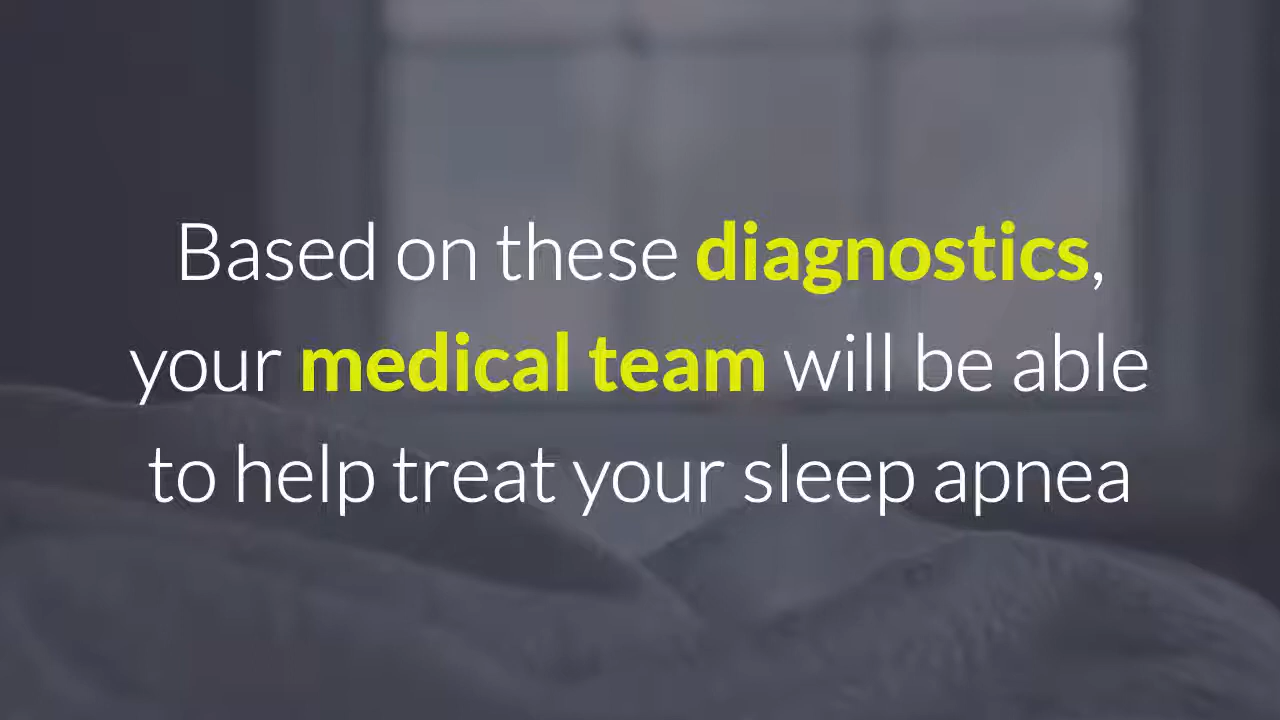 Based on these diagnostics,
your medical team will be able
to help treat your sleep apnea